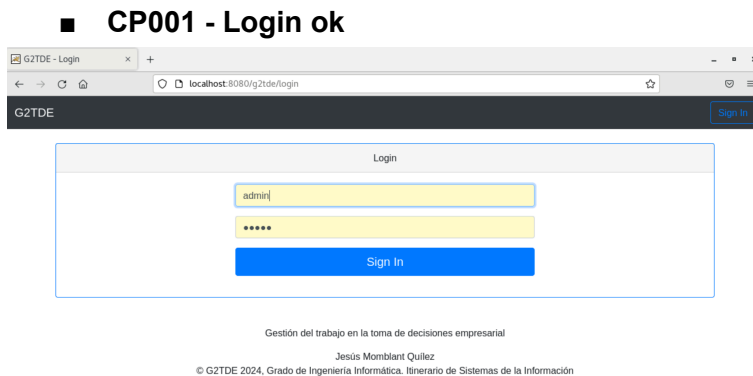 ■ CP001 - Login ok
G2TDE - Login × +
localhost:8080/g2tde/login
G2TDE Sign In
Login
admin
•••••
Sign In
Gestión del trabajo en la toma de decisiones empresarial
Jesús Momblant Quílez
© G2TDE 2024, Grado de Ingeniería Informática. Itinerario de Sistemas de la Información